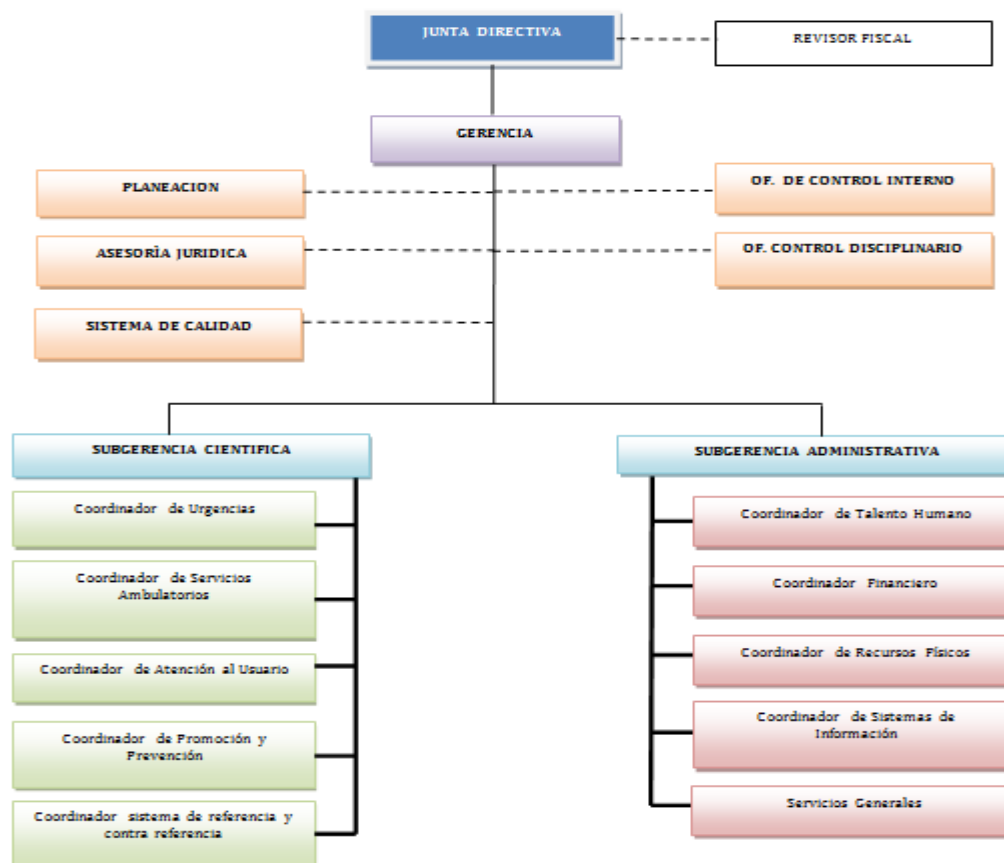 JUNTA DIRECTIVA
REVISOR FISCAL
GERENCIA
PLANEACION
OF. DE CONTROL INTERNO
ASESORÌA JURIDICA
OF. CONTROL DISCIPLINARIO
SISTEMA DE CALIDAD
SUBGERENCIA CIENTIFICA
SUBGERENCIA ADMINISTRATIVA
Coordinador de Urgencias
Coordinador de Servicios
Ambulatorios
Coordinador de Atención al Usuario
Coordinador de Promoción y
Prevención
Coordinador sistema de referencia y
contra referencia
Coordinador de Talento Humano
Coordinador Financiero
Coordinador de Recursos Físicos
Coordinador de Sistemas de
Información
Servicios Generales